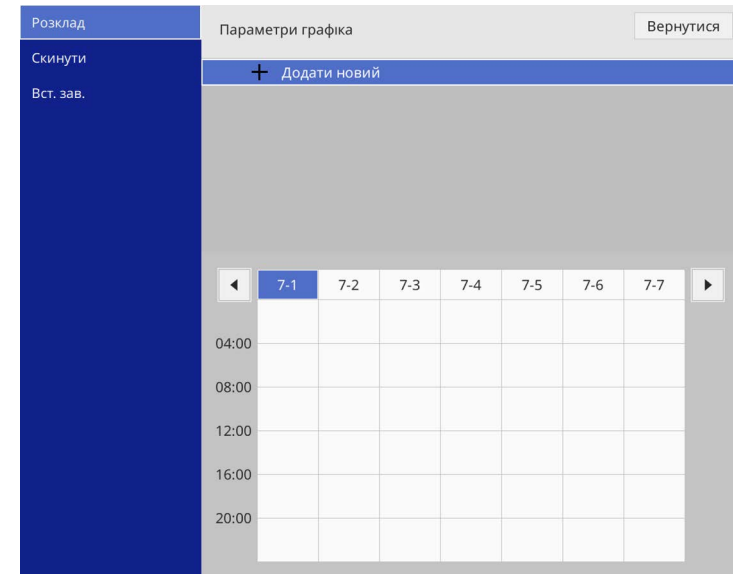 Розклад
Скинути
Вст. зав.
Параметри графіка
Вернутися
Додати новий
7-1 7-2 7-3 7-4 7-5 7-6 7-7
04:00
08:00
12:00
16:00
20:00